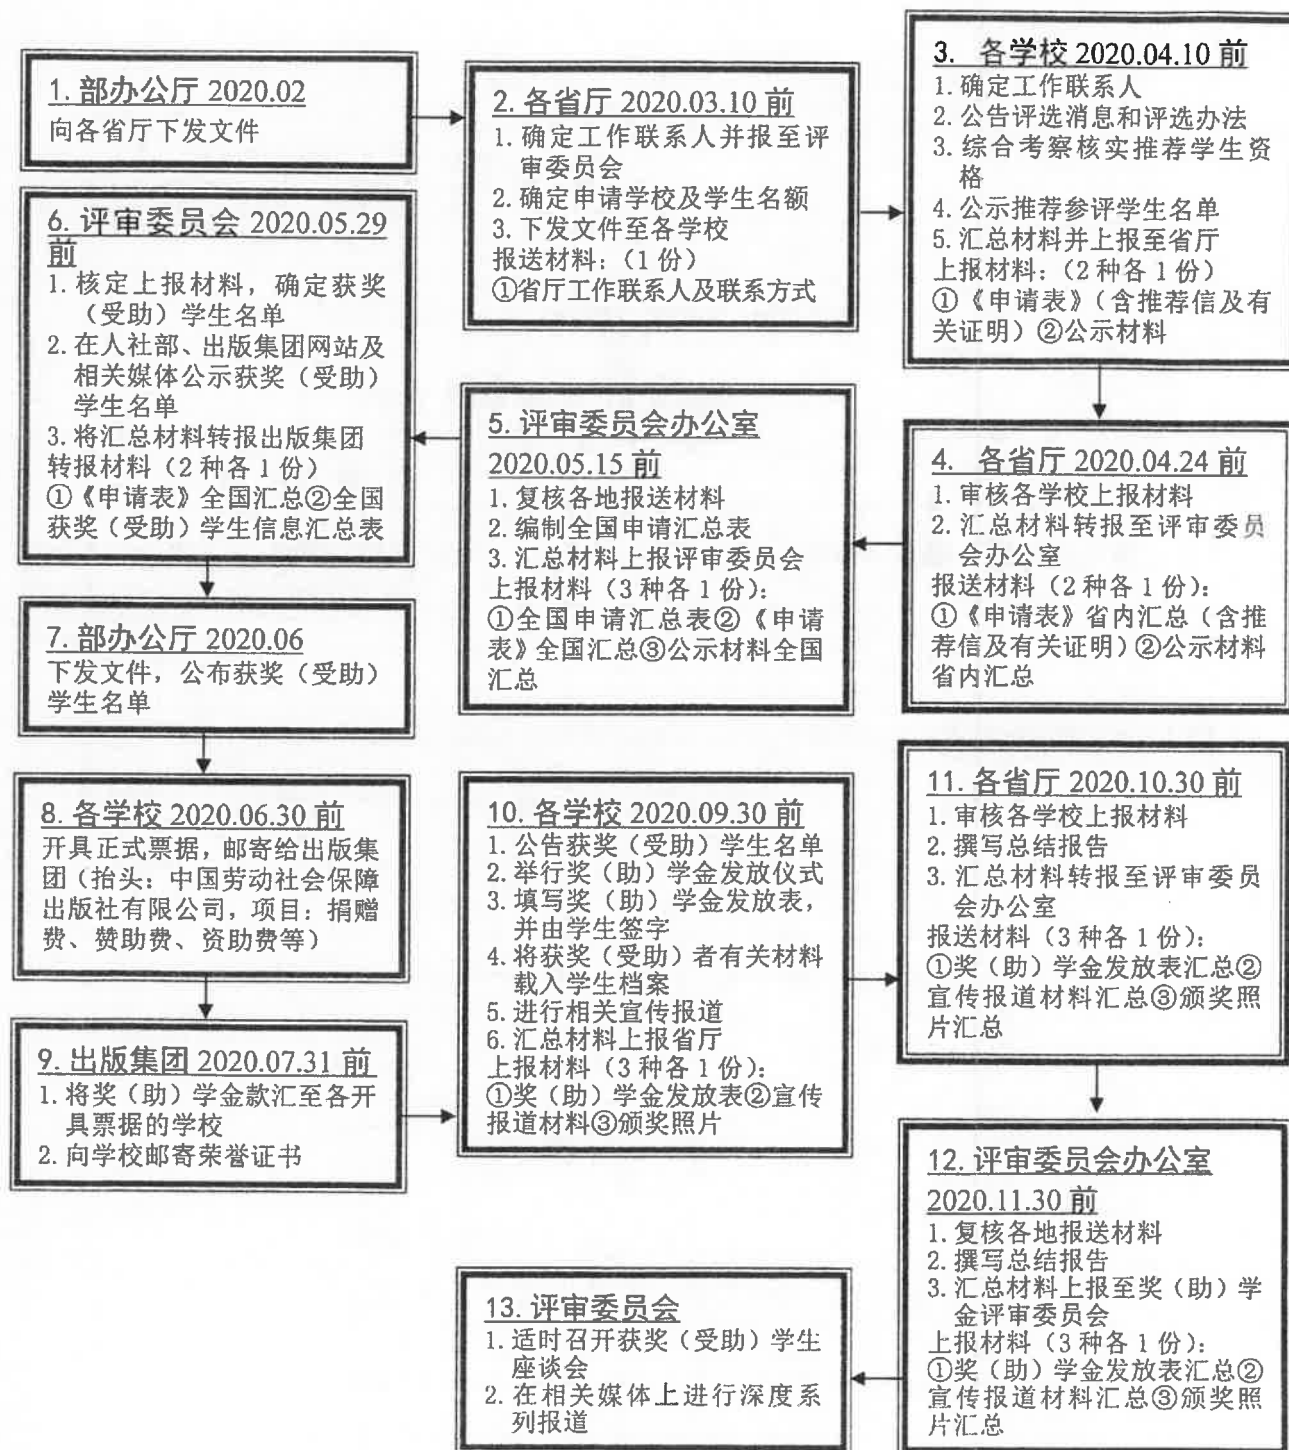 1. 部办公厅 2020.02
向各省厅下发文件
2. 各省厅 2020.03.10 前
1. 确定工作联系人并报至评
审委员会
2. 确定申请学校及学生名额
3. 下发文件至各学校
报送材料：（1 份）
①省厅工作联系人及联系方式
3. 各学校 2020.04.10 前
1. 确定工作联系人
2. 公告评选消息和评选办法
3. 综合考察核实推荐学生资
格
4. 公示推荐参评学生名单
5. 汇总材料并上报至省厅
上报材料：（2 种各 1 份）
①《申请表》（含推荐信及有
关证明）②公示材料
4. 各省厅 2020.04.24 前
1. 审核各学校上报材料
2. 汇总材料转报至评审委员
会办公室
报送材料（2 种各 1 份）：
①《申请表》省内汇总（含推
荐信及有关证明）②公示材料
省内汇总
5. 评审委员会办公室
2020.05.15 前
1. 复核各地报送材料
2. 编制全国申请汇总表
3. 汇总材料上报评审委员会
上报材料（3 种各 1 份）：
①全国申请汇总表②《申请
表》全国汇总③公示材料全国
汇总
6. 评审委员会 2020.05.29
前
1. 核定上报材料，确定获奖
（受助）学生名单
2. 在人社部、出版集团网站及
相关媒体公示获奖（受助）
学生名单
3. 将汇总材料转报出版集团
转报材料（2 种各 1 份）
①《申请表》全国汇总②全国
获奖（受助）学生信息汇总表
7. 部办公厅 2020.06
下发文件，公布获奖（受助）
学生名单
8. 各学校 2020.06.30 前
开具正式票据，邮寄给出版集
团（抬头：中国劳动社会保障
出版社有限公司，项目：捐赠
费、赞助费、资助费等）
9. 出版集团 2020.07.31 前
1. 将奖（助）学金款汇至各开
具票据的学校
2. 向学校邮寄荣誉证书
10. 各学校 2020.09.30 前
1. 公告获奖（受助）学生名单
2. 举行奖（助）学金发放仪式
3. 填写奖（助）学金发放表，
并由学生签字
4. 将获奖（受助）者有关材料
载入学生档案
5. 进行相关宣传报道
6. 汇总材料上报省厅
上报材料（3 种各 1 份）：
①奖（助）学金发放表②宣传
报道材料③颁奖照片
11. 各省厅 2020.10.30 前
1. 审核各学校上报材料
2. 撰写总结报告
3. 汇总材料转报至评审委员
会办公室
报送材料（3 种各 1 份）：
①奖（助）学金发放表汇总②
宣传报道材料汇总③颁奖照
片汇总
12. 评审委员会办公室
2020.11.30 前
1. 复核各地报送材料
2. 撰写总结报告
3. 汇总材料上报至奖（助）学
金评审委员会
上报材料（3 种各 1 份）：
①奖（助）学金发放表汇总②
宣传报道材料汇总③颁奖照
片汇总
13. 评审委员会
1. 适时召开获奖（受助）学生
座谈会
2. 在相关媒体上进行深度系
列报道